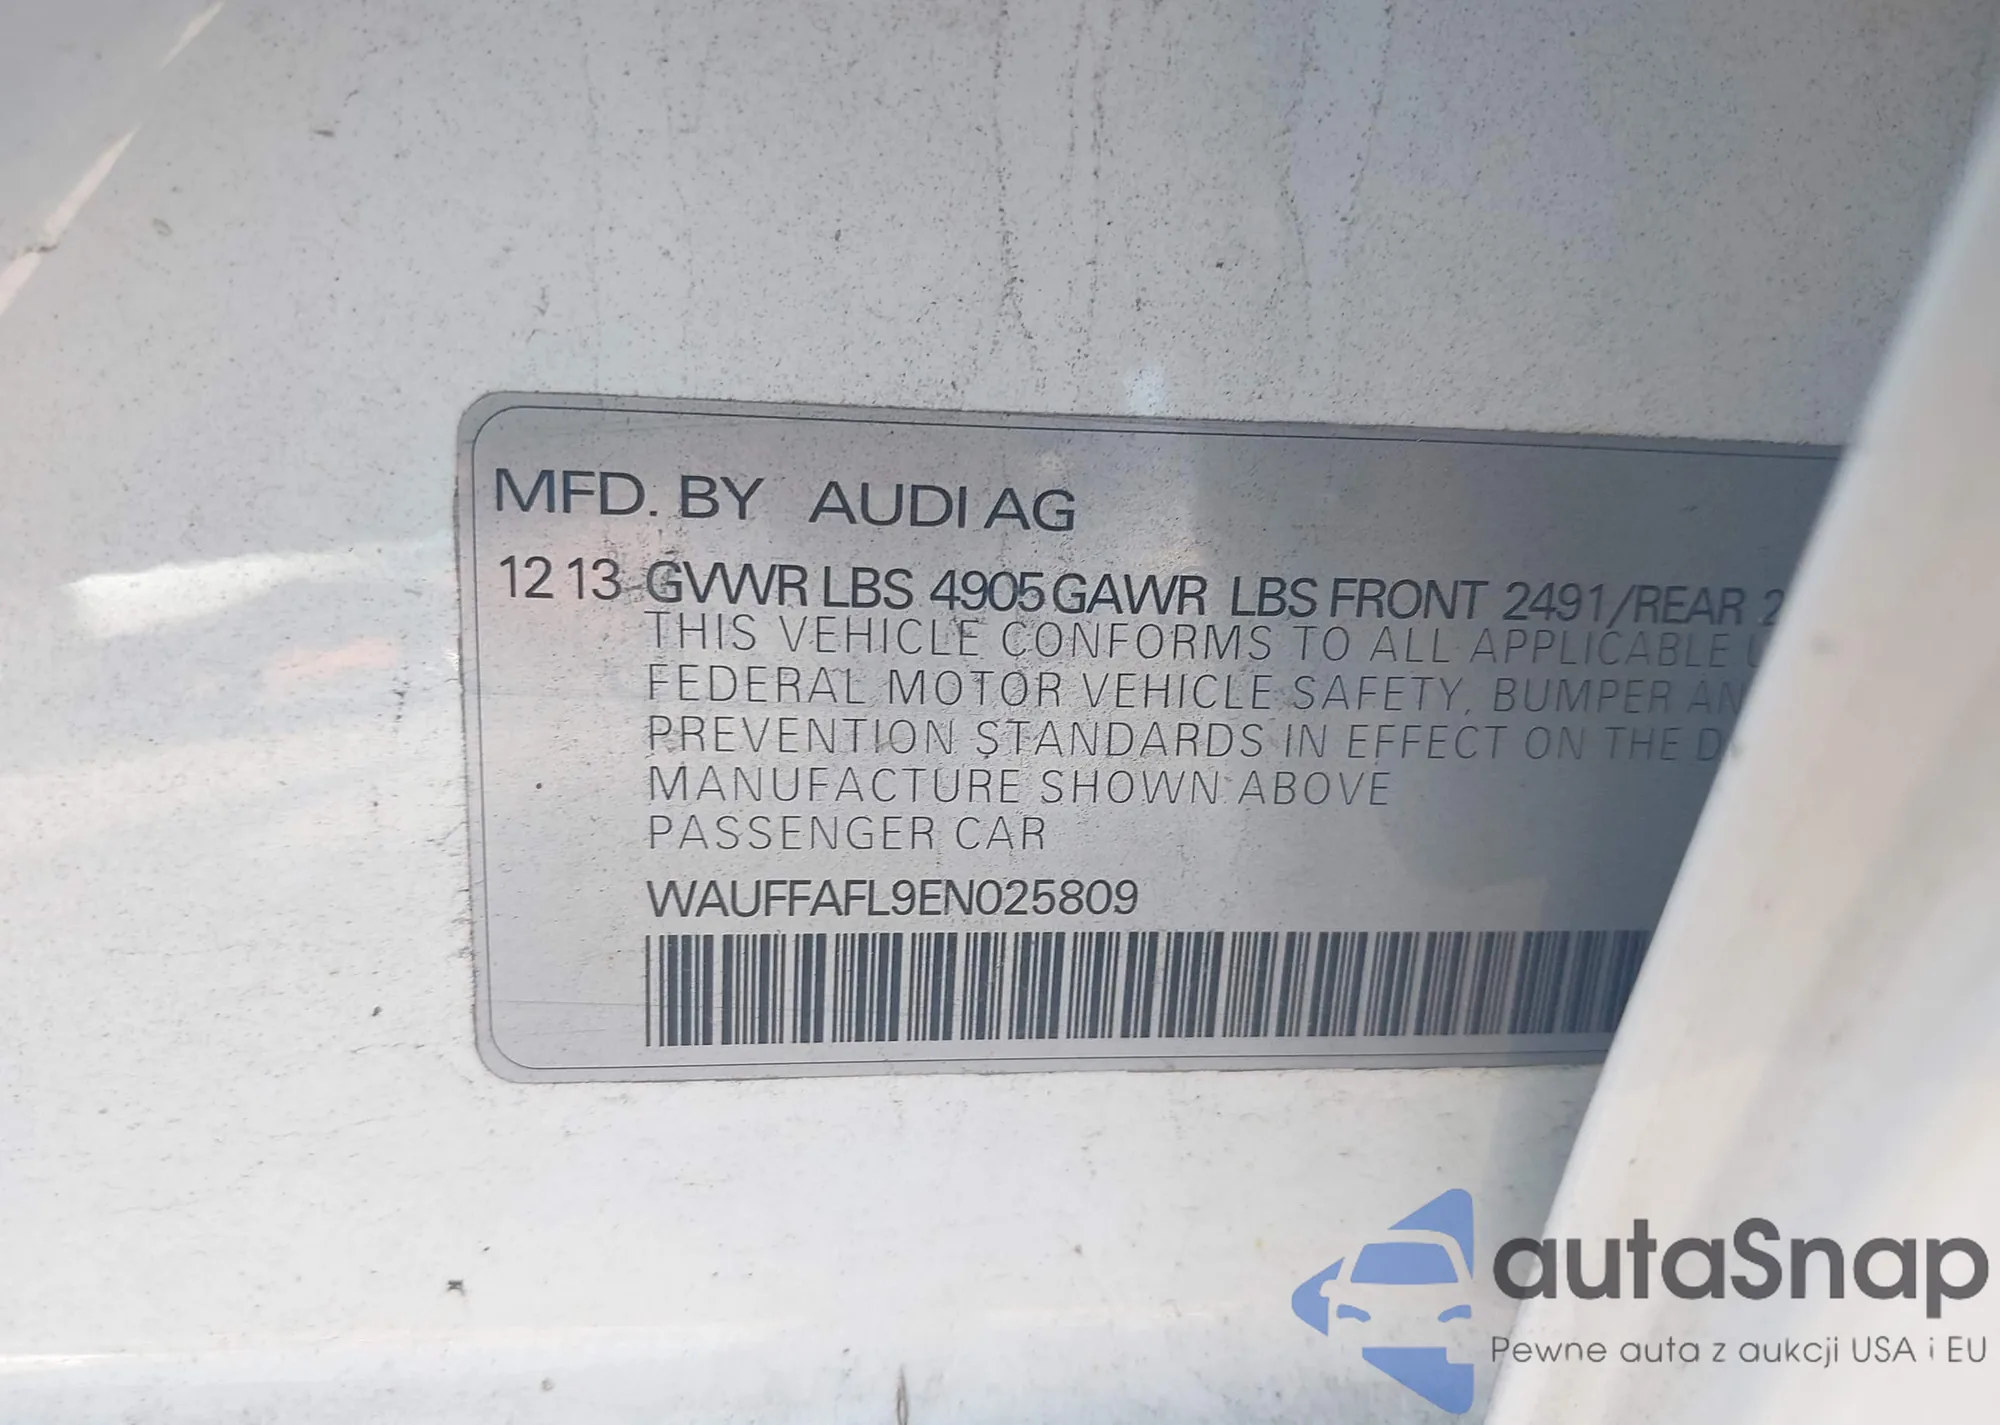 MFD. BY AUDI AG
12 13 GVWR LBS 4905 GAWR LBS FRONT 2491/REAR 2
THIS VEHICLE CONFORMS TO ALL APPLICABLE
FEDERAL MOTOR VEHICLE SAFETY, BUMPER
PREVENTION STANDARDS IN EFFECT ON THE
MANUFACTURE SHOWN ABOVE
PASSENGER CAR
WAUFFAFL9EN025809
autaSnap
Pewne auta z aukcji USA i EU